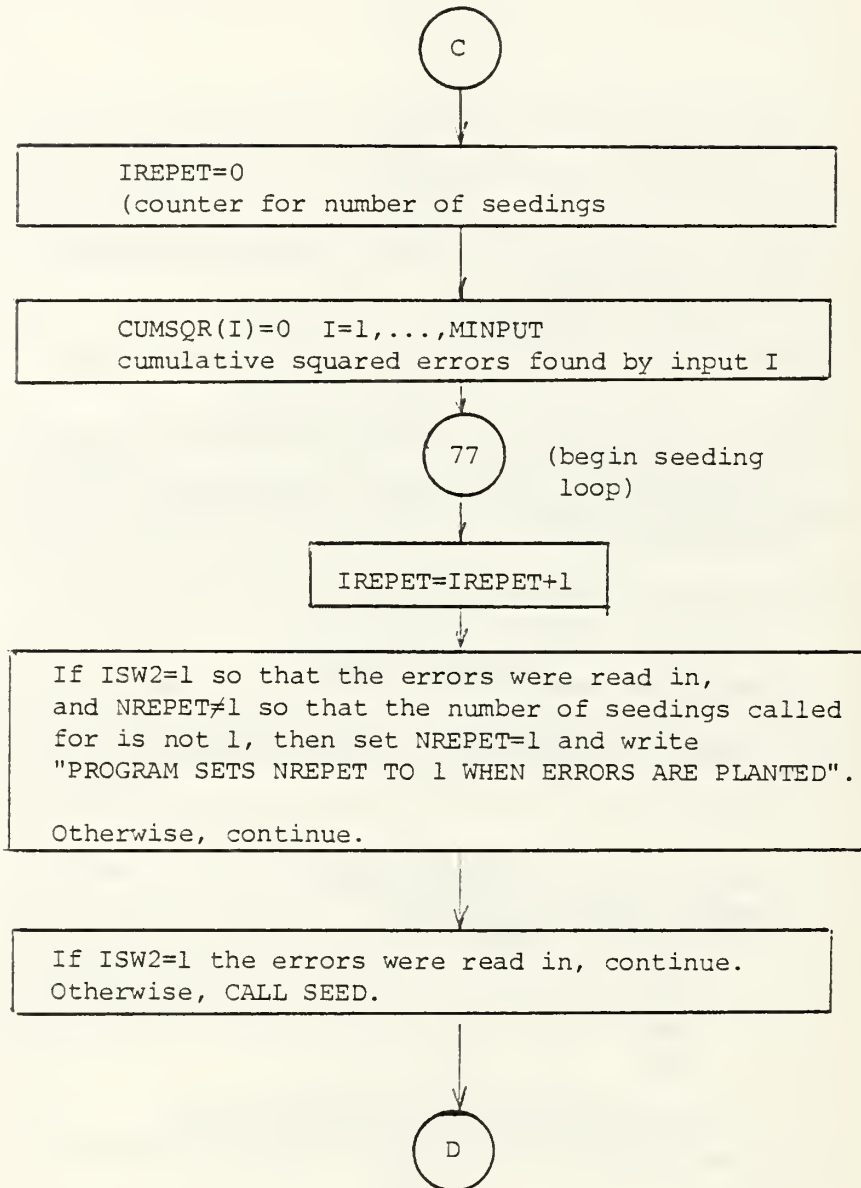 C
IREPET=0
(counter for number of seedings
CUMSQR(I)=0 I=1,...,MINPUT
cumulative squared errors found by input I
77
(begin seeding
loop)
IREPET=IREPET+1
If ISW2=1 so that the errors were read in,
and NREPET≠1 so that the number of seedings called
for is not 1, then set NREPET=1 and write
"PROGRAM SETS NREPET TO 1 WHEN ERRORS ARE PLANTED".
Otherwise, continue.
If ISW2=1 the errors were read in, continue.
Otherwise, CALL SEED.
D